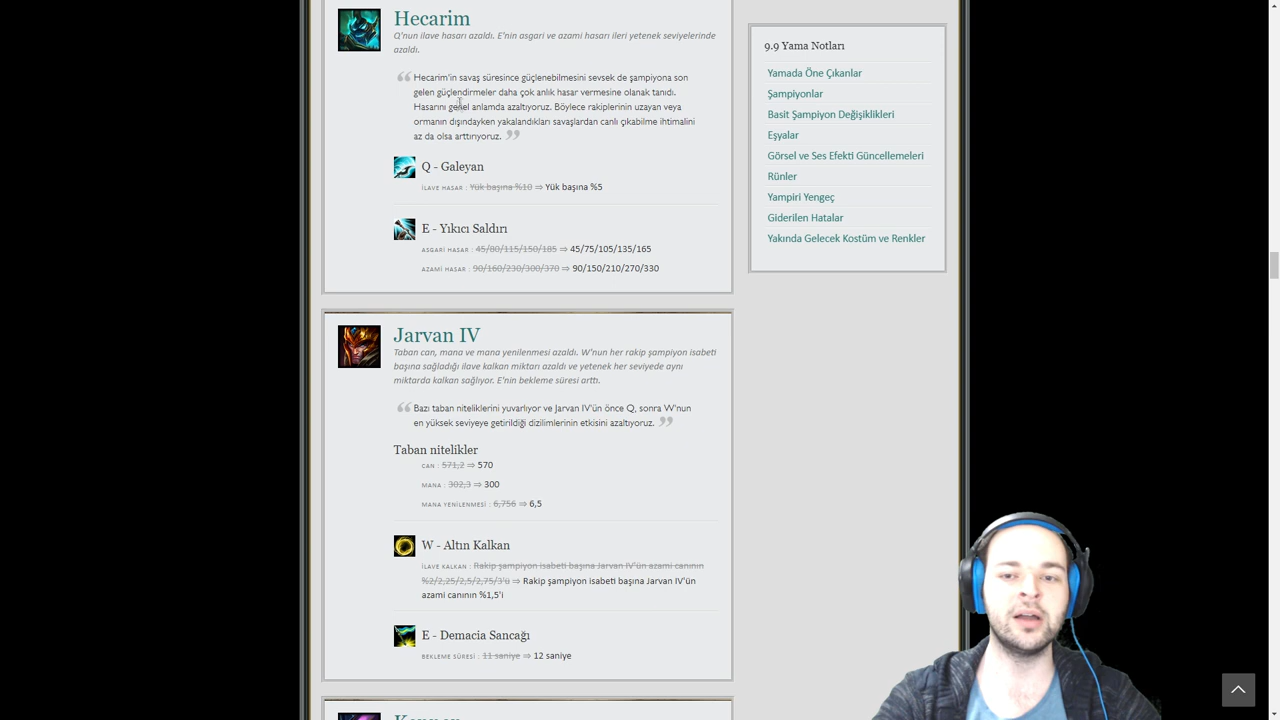 Hecarim
Q'nun ilave hasarı azaldı. E'nin asgari ve azami hasarı ileri yetenek seviyelerinde
azaldı.
Hecarim'in savaş süresince güçlenebilmesini sevsek de şampiyona son
gelen güçlendirmeler daha çok anlık hasar vermesine olanak tanıdı.
Hasarını genel anlamda azaltıyoruz. Böylece rakiplerinin uzayan veya
ormanın dışındayken yakalandıkları savaşlardan canlı çıkabilme ihtimalini
az da olsa arttırıyoruz.
Q - Galeyan
İLAVE HASAR : Yük başına %10 ⇒ Yük başına %5
E - Yıkıcı Saldırı
ASGARİ HASAR : 45/80/115/150/185 ⇒ 45/75/105/135/165
AZAMİ HASAR : 90/160/230/300/370 ⇒ 90/150/210/270/330
Jarvan IV
Taban can, mana ve mana yenilenmesi azaldı. W'nun her rakip şampiyon isabeti
başına sağladığı ilave kalkan miktarı azaldı ve yetenek her seviyede aynı
miktarda kalkan sağlıyor. E'nin bekleme süresi arttı.
Bazı taban niteliklerini yuvarlıyor ve Jarvan IV'ün önce Q, sonra W'nun
en yüksek seviyeye getirildiği dizilimlerinin etkisini azaltıyoruz.
Taban nitelikler
CAN : 571,2 ⇒ 570
MANA : 302,3 ⇒ 300
MANA YENİLENMESİ : 6,756 ⇒ 6,5
W - Altın Kalkan
İLAVE KALKAN : Rakip şampiyon isabeti başına Jarvan IV'ün azami canının
%2/2,25/2,5/2,75/3'ü ⇒ Rakip şampiyon isabeti başına Jarvan IV'ün
azami canının %1,5'i
E - Demacia Sancağı
BEKLEME SÜRESİ : 11 saniye ⇒ 12 saniye
9.9 Yama Notları
Yamada Öne Çıkanlar
Şampiyonlar
Basit Şampiyon Değişiklikleri
Eşyalar
Görsel ve Ses Efekti Güncellemeleri
Rünler
Yampiri Yengeç
Giderilen Hatalar
Yakında Gelecek Kostüm ve Renkler